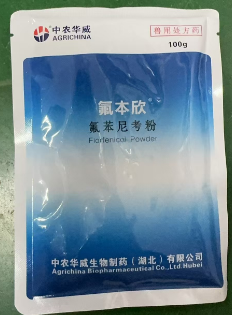 中农华威
AGRICHINA
兽用处方药
100g
氟本欣
氟苯尼考粉
Florfenicol Powder
中农华威生物制药（湖北）有限公司
Agrichina Biopharmaceutical Co.,Ltd Hubei